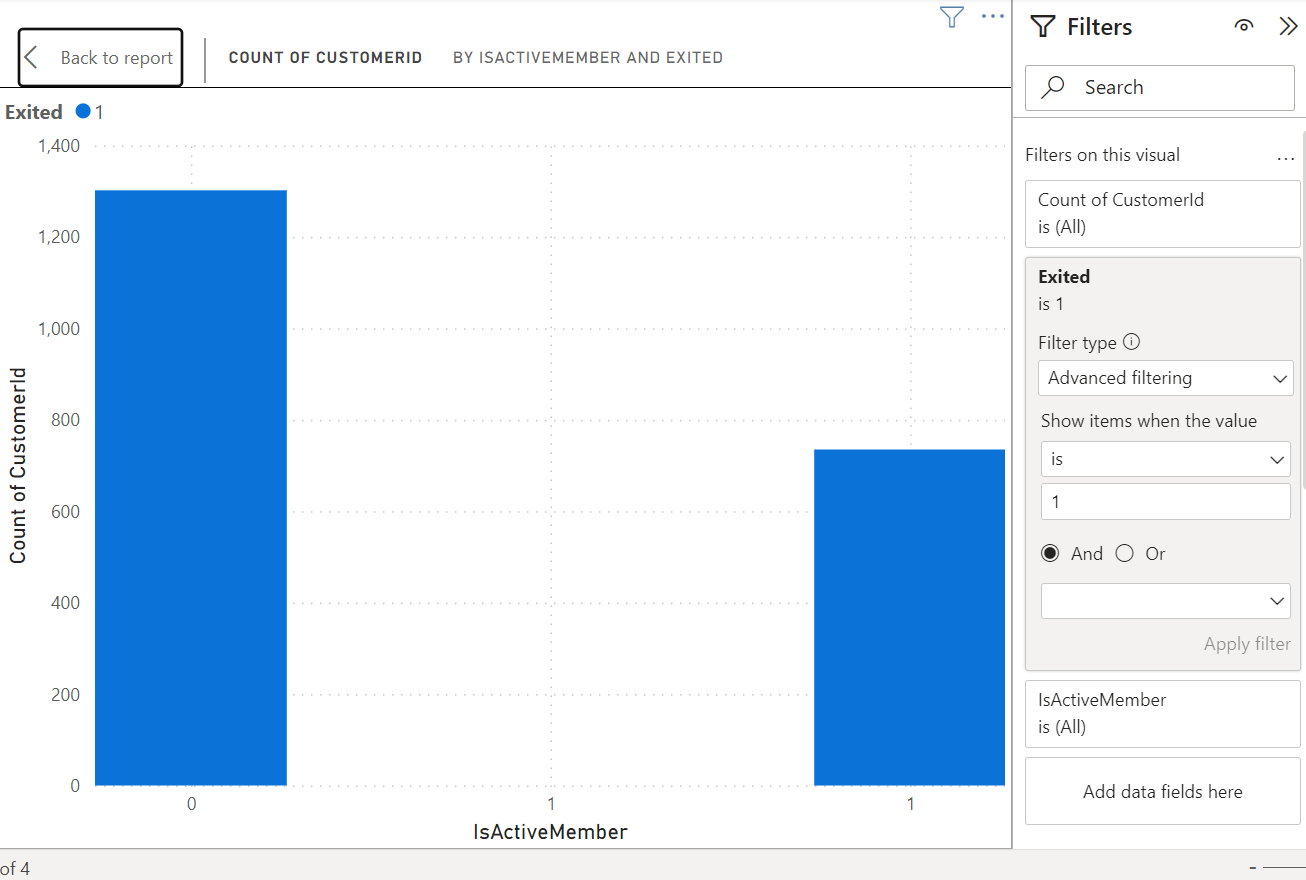 Back to report
COUNT OF CUSTOMERID BY ISACTIVEMEMBER AND EXITED
Exited 1
1,400
1,200
1,000
800
600
400
200
0
Count of CustomerId
0 1 1
IsActiveMember
of 4
Filters
Search
Filters on this visual
Count of CustomerId
is (All)
Exited
is 1
Filter type
Advanced filtering
Show items when the value
is
1
And Or
Apply filter
IsActiveMember
is (All)
Add data fields here